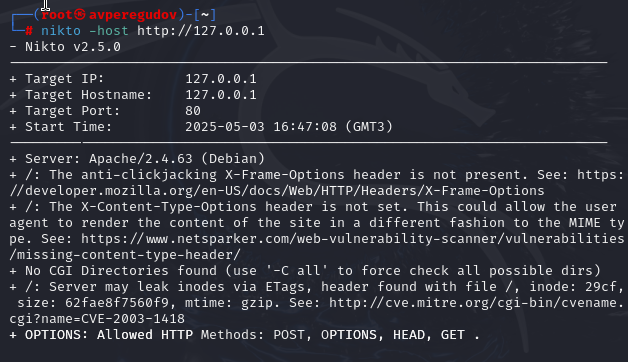 ┌──(root㉿avperegudov)-[~]
└─# nikto -host http://127.0.0.1
- Nikto v2.5.0
---------------------------------------------------------------------------
+ Target IP:          127.0.0.1
+ Target Hostname:    127.0.0.1
+ Target Port:        80
+ Start Time:         2025-05-03 16:47:08 (GMT3)
---------------------------------------------------------------------------
+ Server: Apache/2.4.63 (Debian)
+ /: The anti-clickjacking X-Frame-Options header is not present. See: https:
//developer.mozilla.org/en-US/docs/Web/HTTP/Headers/X-Frame-Options
+ /: The X-Content-Type-Options header is not set. This could allow the user
agent to render the content of the site in a different fashion to the MIME ty
pe. See: https://www.netsparker.com/web-vulnerability-scanner/vulnerabilities
/missing-content-type-header/
+ No CGI Directories found (use '-C all' to force check all possible dirs)
+ /: Server may leak inodes via ETags, header found with file /, inode: 29cf,
 size: 62fae8f7560f9, mtime: gzip. See: http://cve.mitre.org/cgi-bin/cvename.
cgi?name=CVE-2003-1418
+ OPTIONS: Allowed HTTP Methods: POST, OPTIONS, HEAD, GET .